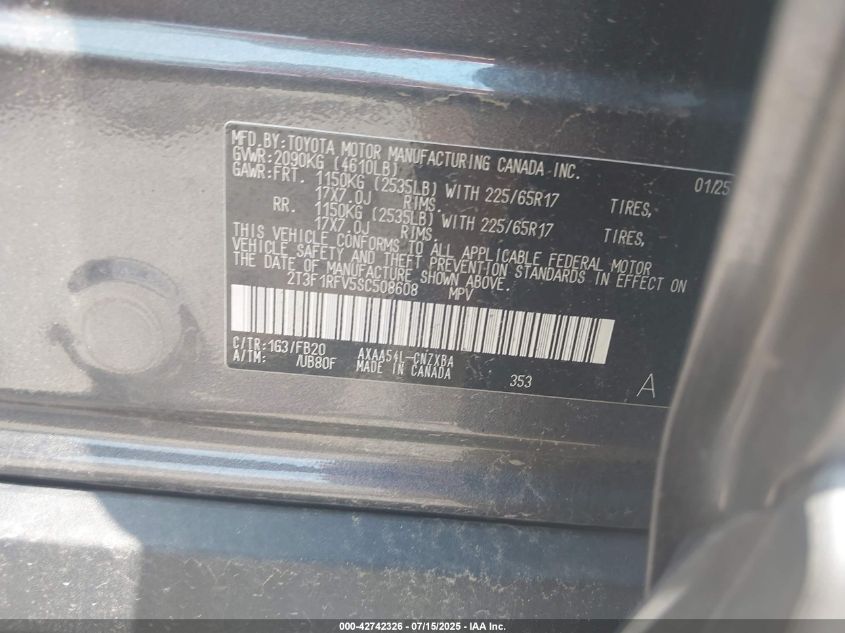 MFD.BY:TOYOTA MOTOR MANUFACTURING CANADA INC.
GVWR:2090KG (4610LB) 01/25
GAWR:FRT. 1150KG (2535LB) WITH 225/65R17 TIRES,
17X7.0J RIMS.
RR. 1150KG (2535LB) WITH 225/65R17 TIRES,
17X7.0J RIMS
THIS VEHICLE CONFORMS TO ALL APPLICABLE FEDERAL MOTOR
VEHICLE SAFETY AND THEFT PREVENTION STANDARDS IN EFFECT ON
THE DATE OF MANUFACTURE SHOWN ABOVE.
2T3F1RFV5SC508608 MPV
C/TR:1G3/FB20 AXAA54L-CNZXBA
A/TM: /UB80F MADE IN CANADA 353 A
000-42742326 - 07/15/2025 - IAA Inc.